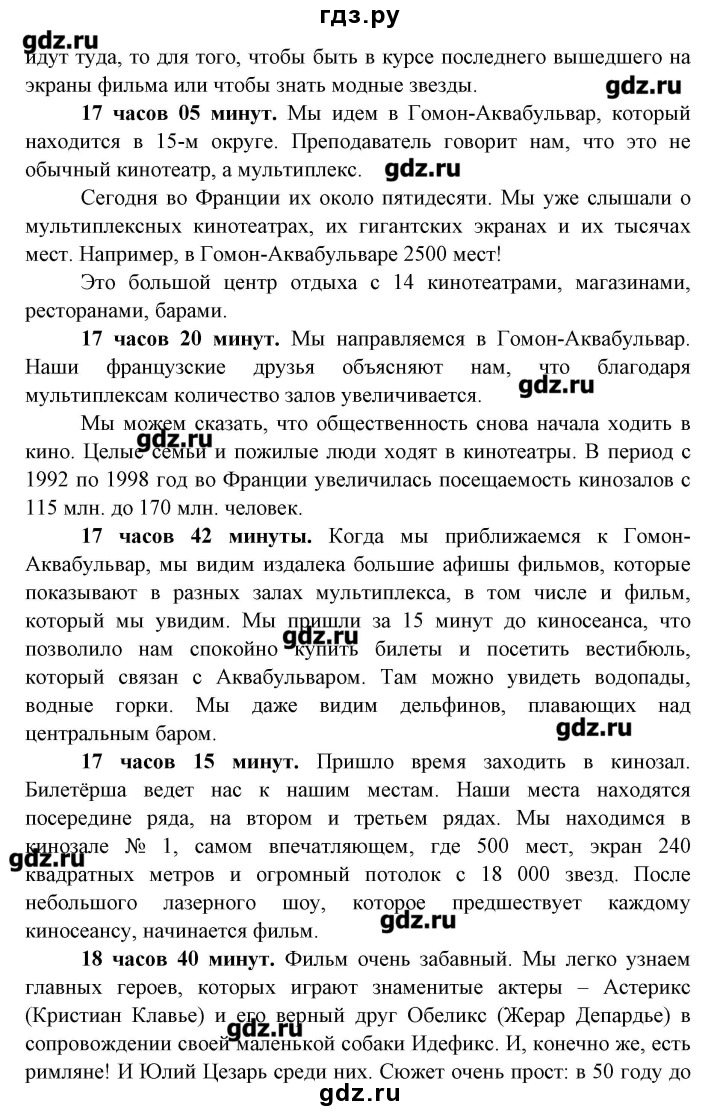 гдз.ру
gdz.ru
идут туда, то для того, чтобы быть в курсе последнего вышедшего на
экраны фильма или чтобы знать модные звезды.
gdz.ru
17 часов 05 минут. Мы идем в Гомон-Аквабульвар, который
находится в 15-м округе. Преподаватель говорит нам, что это не
обычный кинотеатр, а мультиплекс.
gdz.ru
Сегодня во Франции их около пятидесяти. Мы уже слышали о
мультиплексных кинотеатрах, их гигантских экранах и их тысячах
мест. Например, в Гомон-Аквабульваре 2500 мест!
Это большой центр отдыха с 14 кинотеатрами, магазинами,
ресторанами, барами.
17 часов 20 минут. Мы направляемся в Гомон-Аквабульвар.
Наши французские друзья объясняют нам, что благодаря
мультиплексам количество залов увеличивается.
gdz.ru
Мы можем сказать, что общественность снова начала ходить в
кино. Целые семьи и пожилые люди ходят в кинотеатры. В период с
gdz.ru
1992 по 1998 год во Франции увеличилась посещаемость кинозалов с
115 млн. до 170 млн. человек.
17 часов 42 минуты. Когда мы приближаемся к Гомон-
Аквабульвар, мы видим издалека большие афишы фильмов, которые
показывают в разных залах мультиплекса, в том числе и фильм,
который мы увидим. Мы пришли за 15 минут до киносеанса, что
gdz.ru
позволило нам спокойно купить билеты и посетить вестибюль,
который связан с Аквабульваром. Там можно увидеть водопады,
водные горки. Мы даже видим дельфинов, плавающих над
gdz.ru
центральным баром.
17 часов 15 минут. Пришло время заходить в кинозал.
Билетёрша ведет нас к нашим местам. Наши места находятся
посередине ряда, на втором и третьем рядах. Мы находимся в
кинозале № 1, самом впечатляющем, где 500 мест, экран 240
gdz.ru
квадратных метров и огромный потолок с 18 000 звезд. После
небольшого лазерного шоу, которое предшествует каждому
gdz.ru
киносеансу, начинается фильм.
18 часов 40 минут. Фильм очень забавный. Мы легко узнаем
главных героев, которых играют знаменитые актеры – Астерикс
(Кристиан Клавье) и его верный друг Обеликс (Жерар Депардье) в
gdz.ru
сопровождении своей маленькой собаки Идефикс. И, конечно же, есть
римляне! И Юлий Цезарь среди них. Сюжет очень прост: в 50 году до
gdz.ru